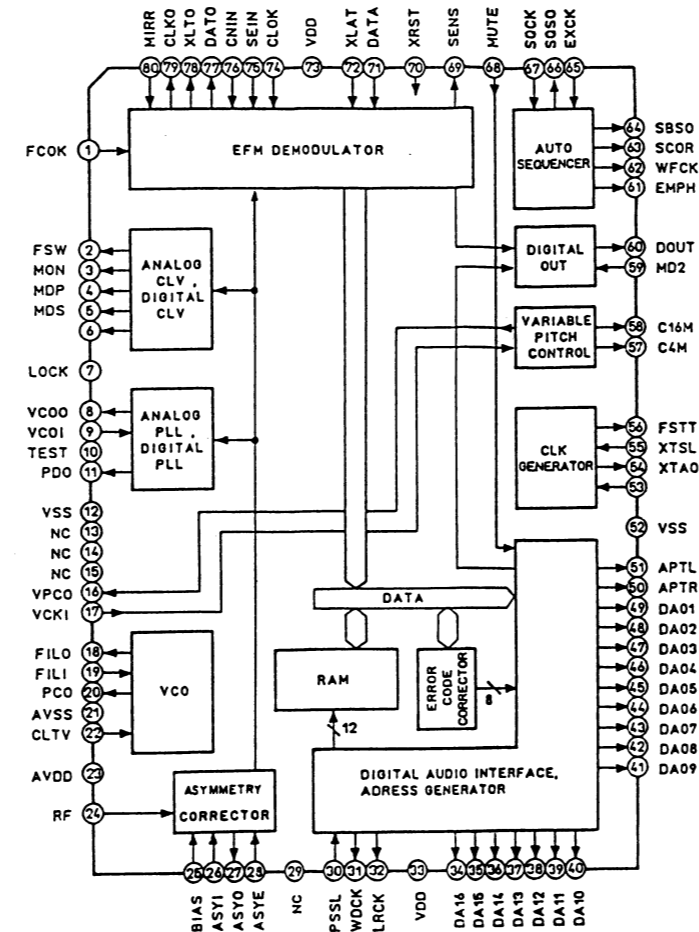 MIRR CLKO XLTO DATO CNIN SEIN CLOK VDD XLAT DATA XRST SENS MUTE SQCK SQSO EXCK
80 79 78 77 76 75 74 73 72 71 70 69 68 67 66 65
FCOK 1
EFM DEMODULATOR
AUTO
SEQUENCER
64 SBSO
63 SCOR
62 WFCK
61 EMPH
FSW 2
MON 3
MDP 4
MDS 5
6
ANALOG
CLV,
DIGITAL
CLV
DIGITAL
OUT
60 DOUT
59 MD2
VARIABLE
PITCH
CONTROL
58 C16M
57 C4M
LOCK 7
VCOO 8
VCOI 9
TEST 10
PDO 11
ANALOG
PLL,
DIGITAL
PLL
CLK
GENERATOR
56 FSTT
55 XTSL
54 XTAO
53
VSS 12
NC 13
NC 14
NC 15
VPCO 16
VCKI 17
52 VSS
51 APTL
50 APTR
49 DA01
48 DA02
47 DA03
46 DA04
45 DA05
44 DA06
43 DA07
42 DA08
41 DA09
DATA
FILO 18
FILI 19
PCO 20
AVSS 21
CLTV 22
VCO
RAM
ERROR
CODE
CORRECTOR
8
12
AVDD 23
RF 24
ASYMMETRY
CORRECTOR
DIGITAL AUDIO INTERFACE,
ADRESS GENERATOR
25 26 27 28 29 30 31 32 33 34 35 36 37 38 39 40
BIAS ASYI ASYO ASYE NC PSSL WDCK LRCK VDD DA16 DA15 DA14 DA13 DA12 DA11 DA10